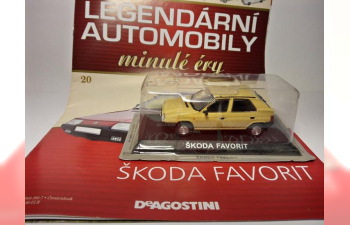 LEGENDÁRNÍ
AUTOMOBILY
minulé éry
20
ŠKODA FAVORIT
ŠKODA FAVORIT
DEAGOSTINI